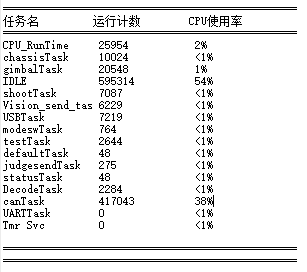 任务名 运行计数 CPU使用率
CPU_RunTime 25954 2%
chassisTask 10024 <1%
gimbalTask 20548 1%
IDLE 595314 54%
shootTask 7087 <1%
Vision_send_tas 6229 <1%
USBTask 7219 <1%
modeswTask 764 <1%
testTask 2644 <1%
defaultTask 48 <1%
judgesendTask 275 <1%
statusTask 48 <1%
DecodeTask 2284 <1%
canTask 417043 38%
UARTTask 0 <1%
Tmr Svc 0 <1%